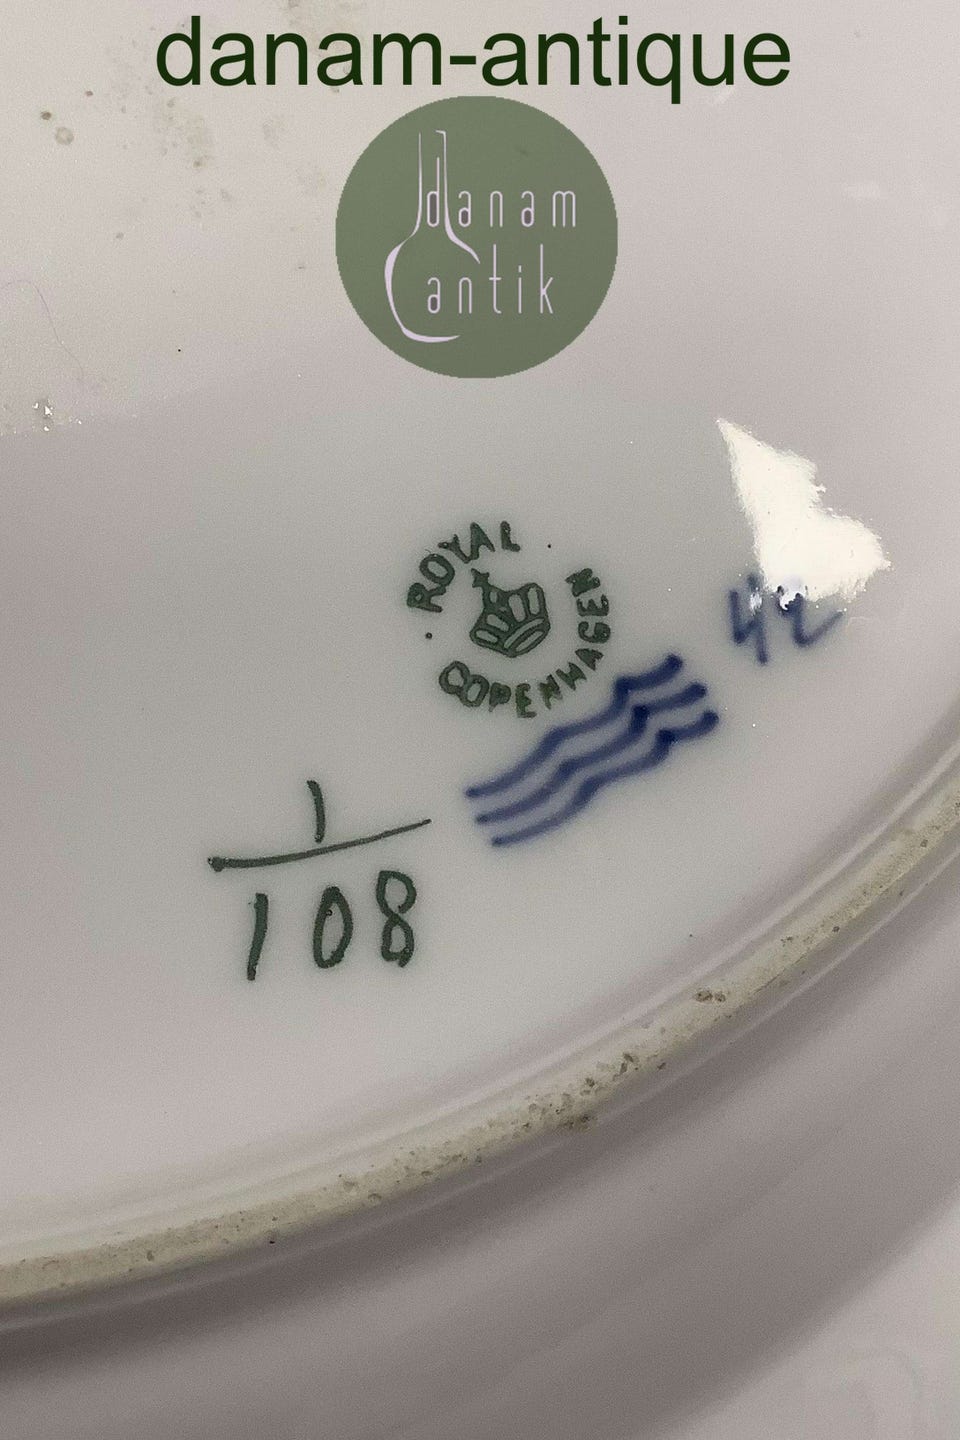 danam-antique
danam
antik
ROYAL
COPENHAGEN
42
1
108